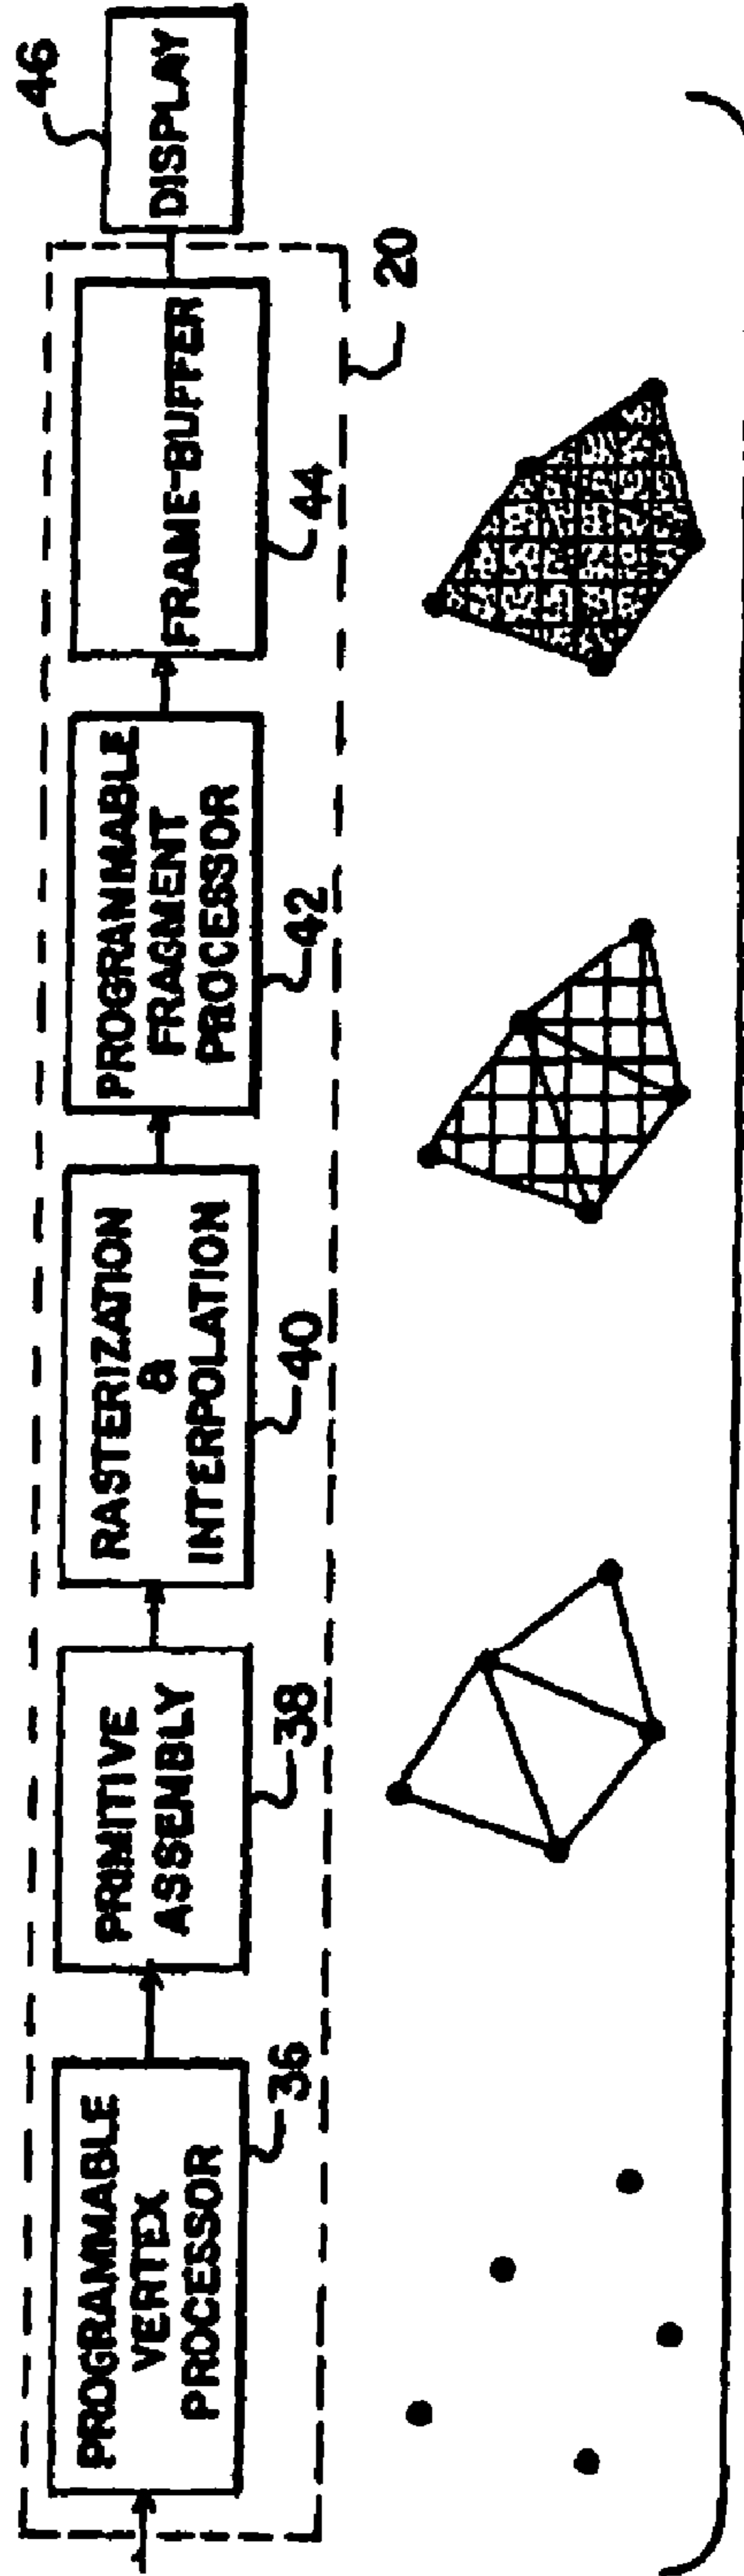 PROGRAMMABLE
VERTEX
PROCESSOR
36
PRIMITIVE
ASSEMBLY
38
RASTERIZATION
&
INTERPOLATION
40
PROGRAMMABLE
FRAGMENT
PROCESSOR
42
FRAME-BUFFER
44
DISPLAY
46
20